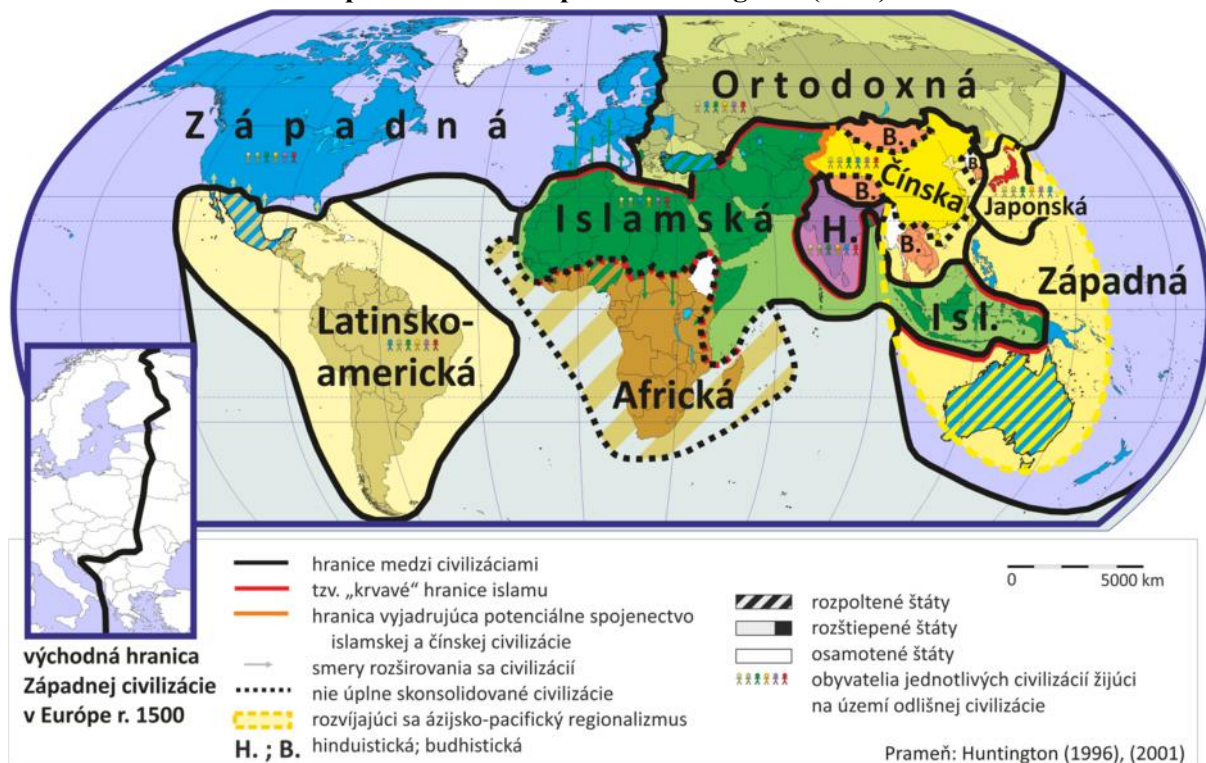 Západná
Ortodoxná
B.
B.
Čínska
B.
Japonská
Islamská
H.
B.
Západná
Isl.
Latinsko-
americká
Africká
východná hranica
Západnej civilizácie
v Európe r. 1500
hranice medzi civilizáciami
tzv. „krvavé“ hranice islamu
hranica vyjadrujúca potenciálne spojenectvo
islamskej a čínskej civilizácie
smery rozširovania sa civilizácií
nie úplne skonsolidované civilizácie
rozvíjajúci sa ázijsko-pacifický regionalizmus
H. ; B. hinduistická; budhistická
0 5000 km
rozpoltené štáty
rozštiepené štáty
osamotené štáty
obyvatelia jednotlivých civilizácií žijúci
na území odlišnej civilizácie
Prameň: Huntington (1996), (2001)